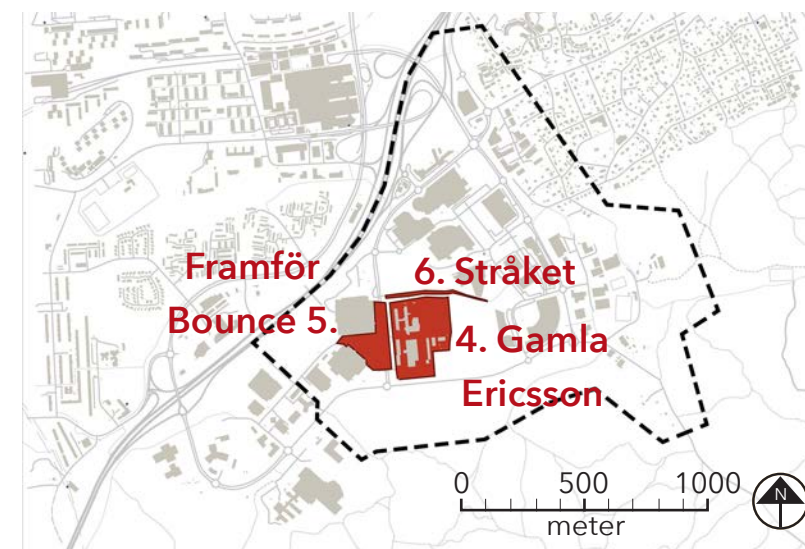 Framför
Bounce 5.
6. Stråket
4. Gamla
Ericsson
0 500 1000
meter
N